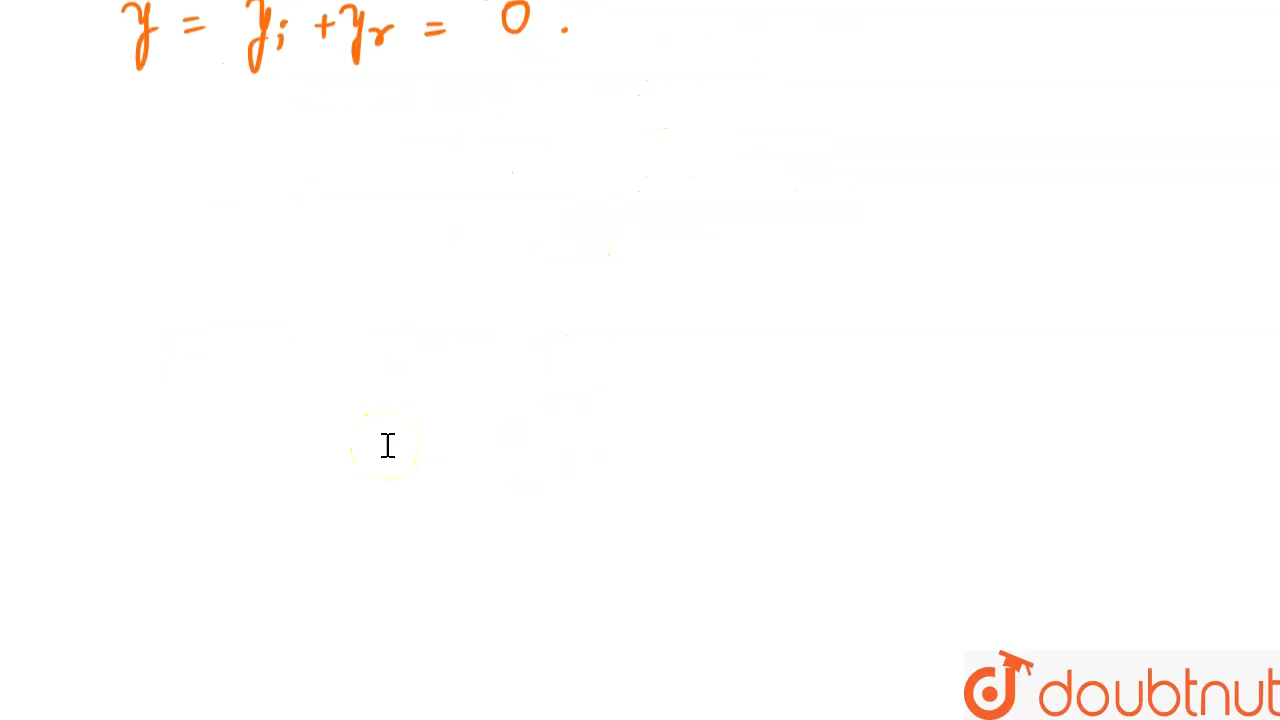 y = yi + yr = 0 .
doubtnut